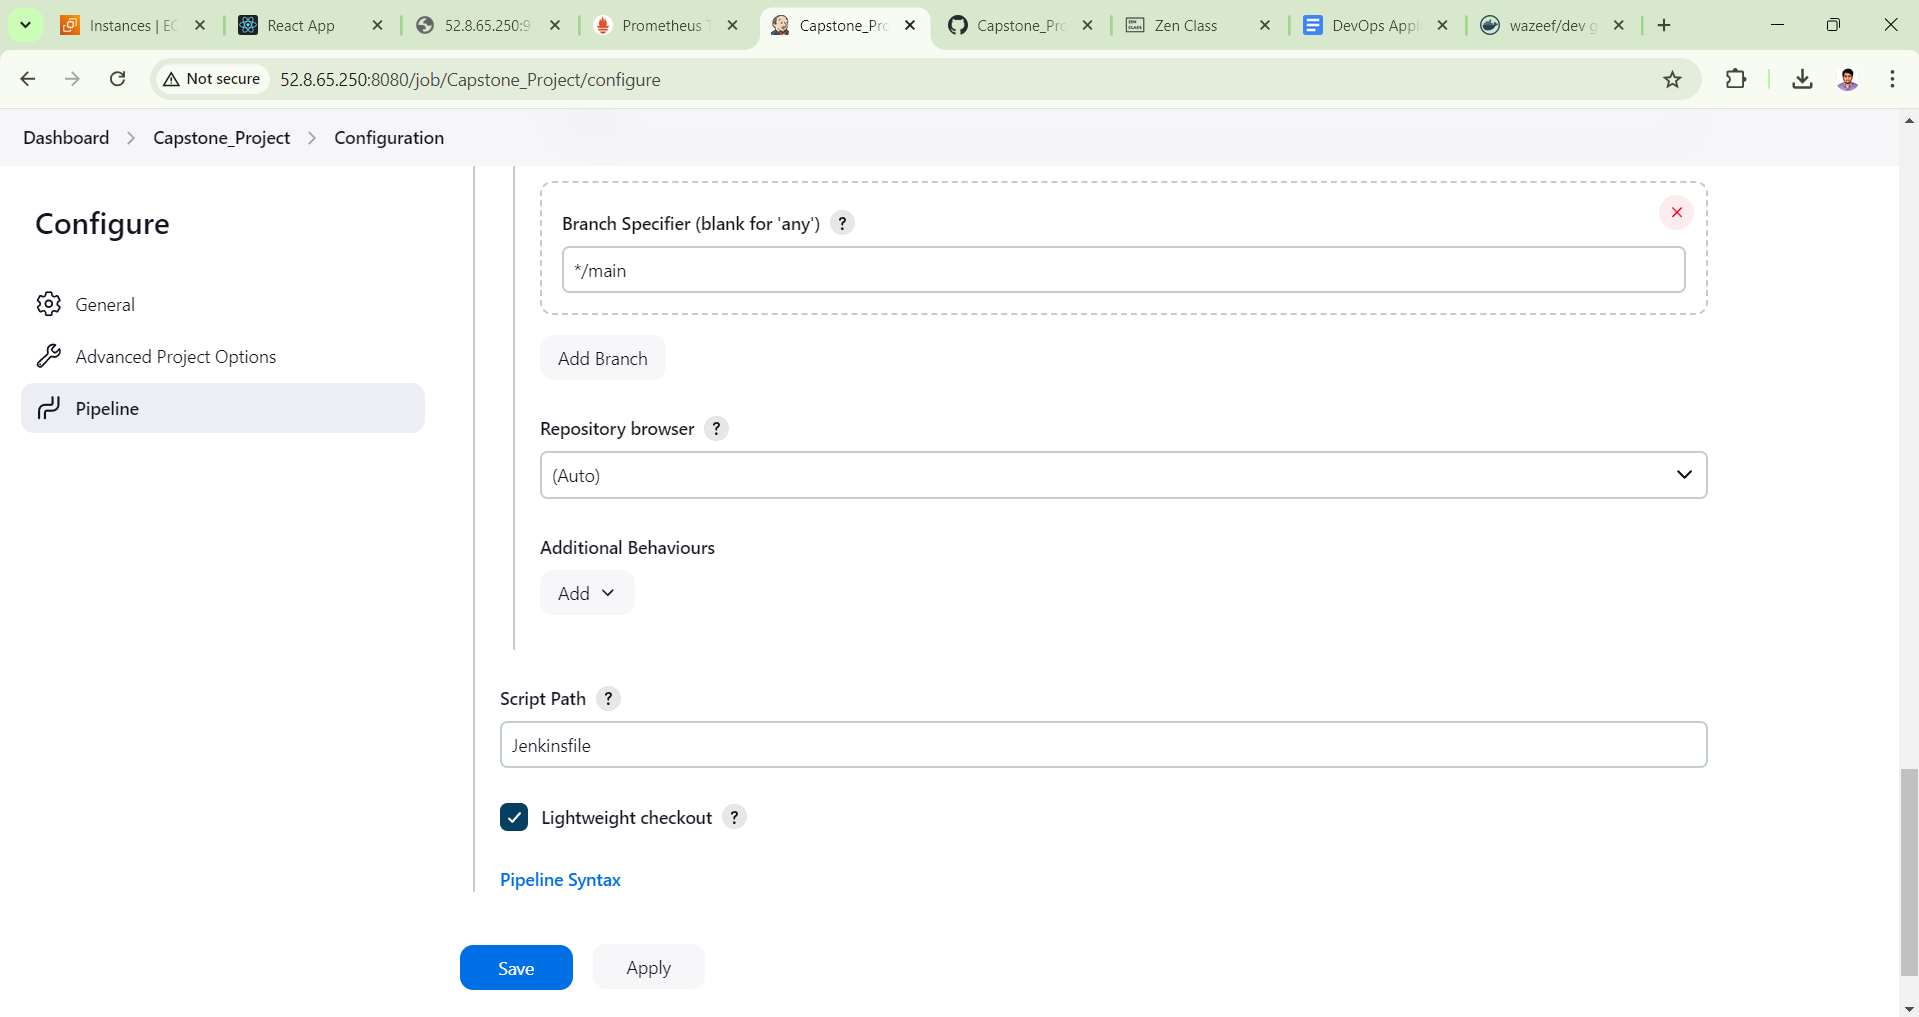 Instances | EC
React App
52.8.65.250:9
Prometheus T
Capstone_Pro
Capstone_Pro
Zen Class
DevOps Appl
wazeef/dev g
Not secure
52.8.65.250:8080/job/Capstone_Project/configure
Dashboard
Capstone_Project
Configuration
Configure
General
Advanced Project Options
Pipeline
Branch Specifier (blank for 'any') ?
*/main
Add Branch
Repository browser ?
(Auto)
Additional Behaviours
Add
Script Path ?
Jenkinsfile
Lightweight checkout ?
Pipeline Syntax
Save
Apply